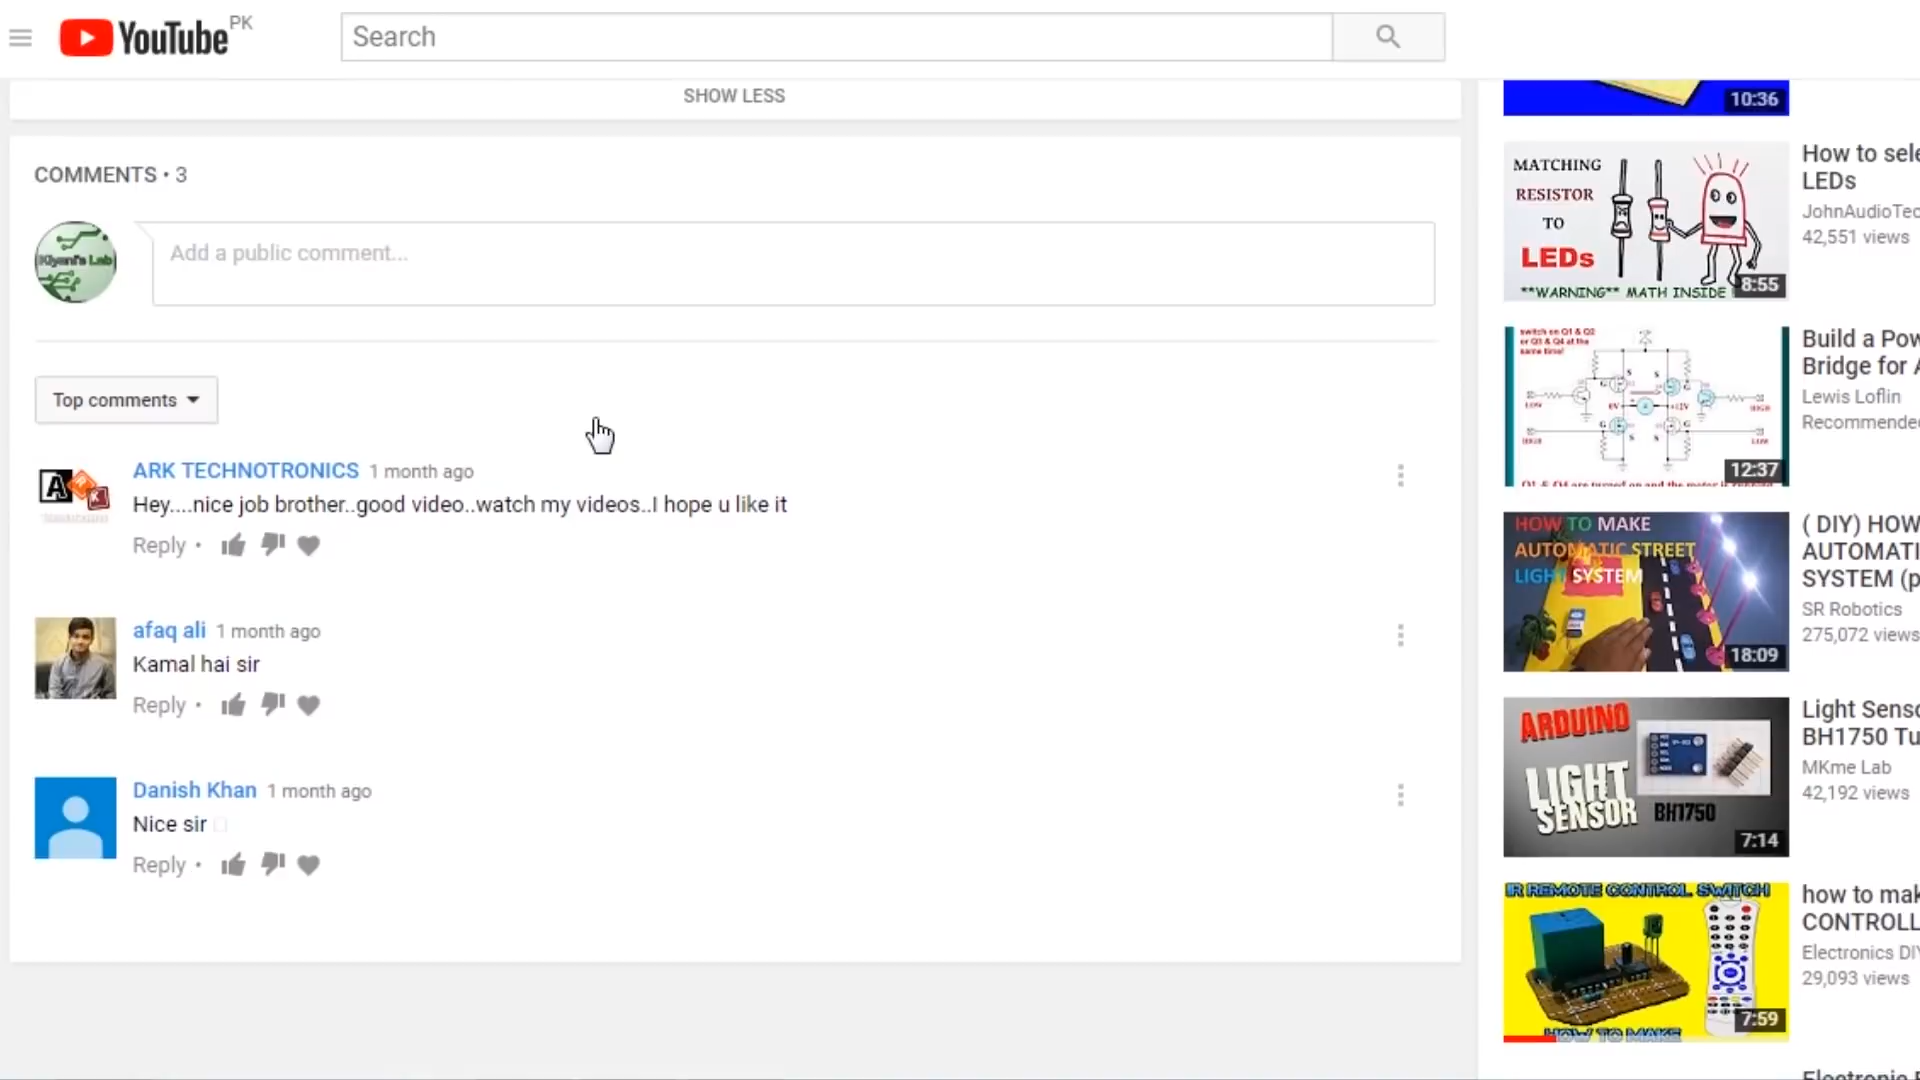 YouTube PK
Search
SHOW LESS
COMMENTS • 3
Kiyani's Lab
Add a public comment...
Top comments
ARK TECHNOTRONICS 1 month ago
Hey....nice job brother..good video..watch my videos..I hope u like it
Reply •
afaq ali 1 month ago
Kamal hai sir
Reply •
Danish Khan 1 month ago
Nice sir
Reply •
10:36
MATCHING
RESISTOR
TO
LEDs
**WARNING** MATH INSIDE
8:55
How to sele
LEDs
JohnAudioTec
42,551 views
switch on Q1 & Q2
or Q3 & Q4 at the
same time!
12:37
Build a Pow
Bridge for A
Lewis Loflin
Recommende
HOW TO MAKE
AUTOMATIC STREET
LIGHT SYSTEM
18:09
( DIY) HOW
AUTOMATI
SYSTEM (p
SR Robotics
275,072 views
ARDUINO
LIGHT
SENSOR BH1750
7:14
Light Senso
BH1750 Tu
MKme Lab
42,192 views
IR REMOTE CONTROL SWITCH
HOW TO MAKE
7:59
how to mak
CONTROLL
Electronics DIY
29,093 views